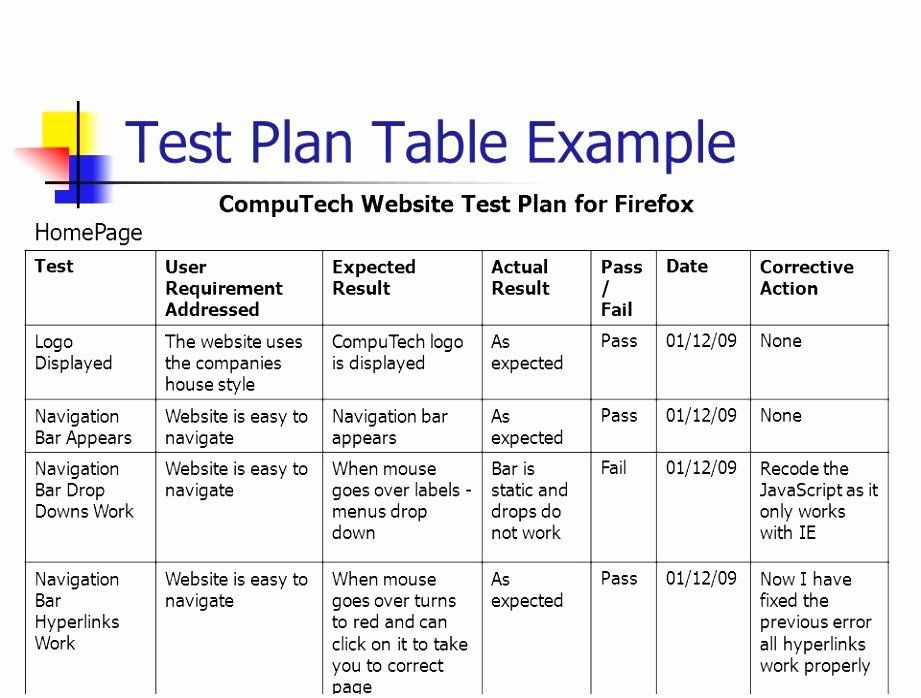 Test Plan Table Example
CompuTech Website Test Plan for Firefox
HomePage
Test
User
Requirement
Addressed
Expected
Result
Actual
Result
Pass
/
Fail
Date
Corrective
Action
Logo
Displayed
The website uses
the companies
house style
CompuTech logo
is displayed
As
expected
Pass
01/12/09
None
Navigation
Bar Appears
Website is easy to
navigate
Navigation bar
appears
As
expected
Pass
01/12/09
None
Navigation
Bar Drop
Downs Work
Website is easy to
navigate
When mouse
goes over labels -
menus drop
down
Bar is
static and
drops do
not work
Fail
01/12/09
Recode the
JavaScript as it
only works
with IE
Navigation
Bar
Hyperlinks
Work
Website is easy to
navigate
When mouse
goes over turns
to red and can
click on it to take
you to correct
page
As
expected
Pass
01/12/09
Now I have
fixed the
previous error
all hyperlinks
work properly